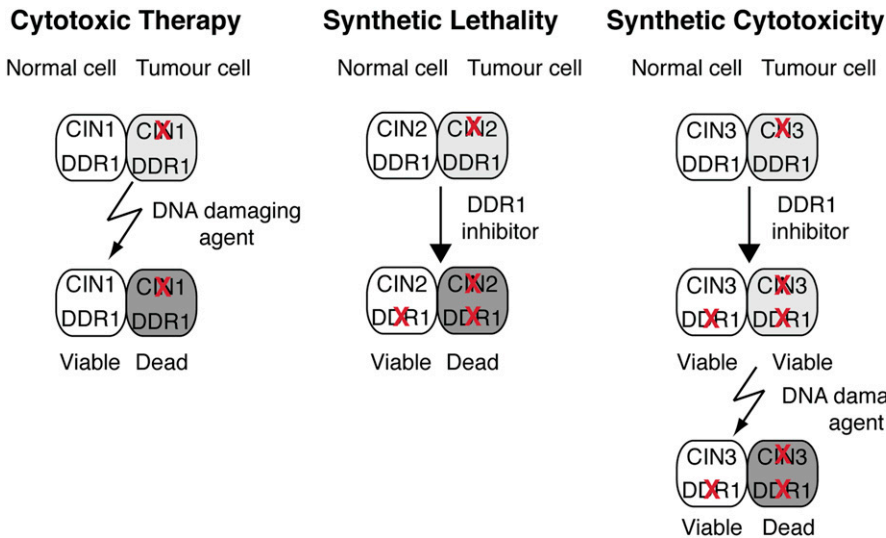 Cytotoxic Therapy
Normal cell Tumour cell
CIN1 CIN1
DDR1 DDR1
DNA damaging
agent
CIN1 CIN1
DDR1 DDR1
Viable Dead
Synthetic Lethality
Normal cell Tumour cell
CIN2 CIN2
DDR1 DDR1
DDR1
inhibitor
CIN2 CIN2
DDR1 DDR1
Viable Dead
Synthetic Cytotoxicity
Normal cell Tumour cell
CIN3 CIN3
DDR1 DDR1
DDR1
inhibitor
CIN3 CIN3
DDR1 DDR1
Viable Viable
DNA dama
agent
CIN3 CIN3
DDR1 DDR1
Viable Dead